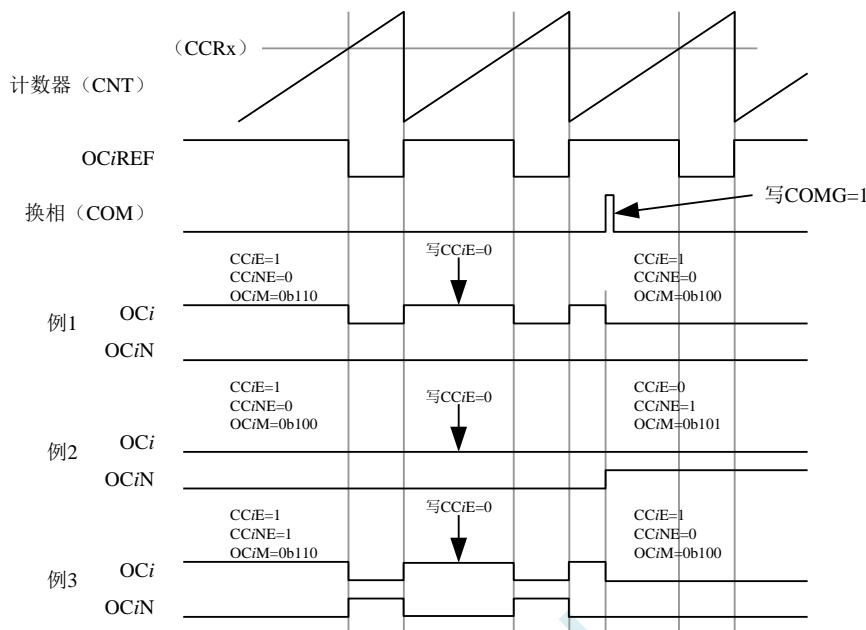 （CCRx）
计数器（CNT）
OCiREF
换相（COM）
写COMG=1
CCiE=1
CCiNE=0
OCiM=0b110
写CCiE=0
CCiE=1
CCiNE=0
OCiM=0b100
例1
OCi
OCiN
CCiE=1
CCiNE=0
OCiM=0b100
写CCiE=0
CCiE=0
CCiNE=1
OCiM=0b101
例2
OCi
OCiN
CCiE=1
CCiNE=1
OCiM=0b110
写CCiE=0
CCiE=1
CCiNE=0
OCiM=0b100
例3
OCi
OCiN